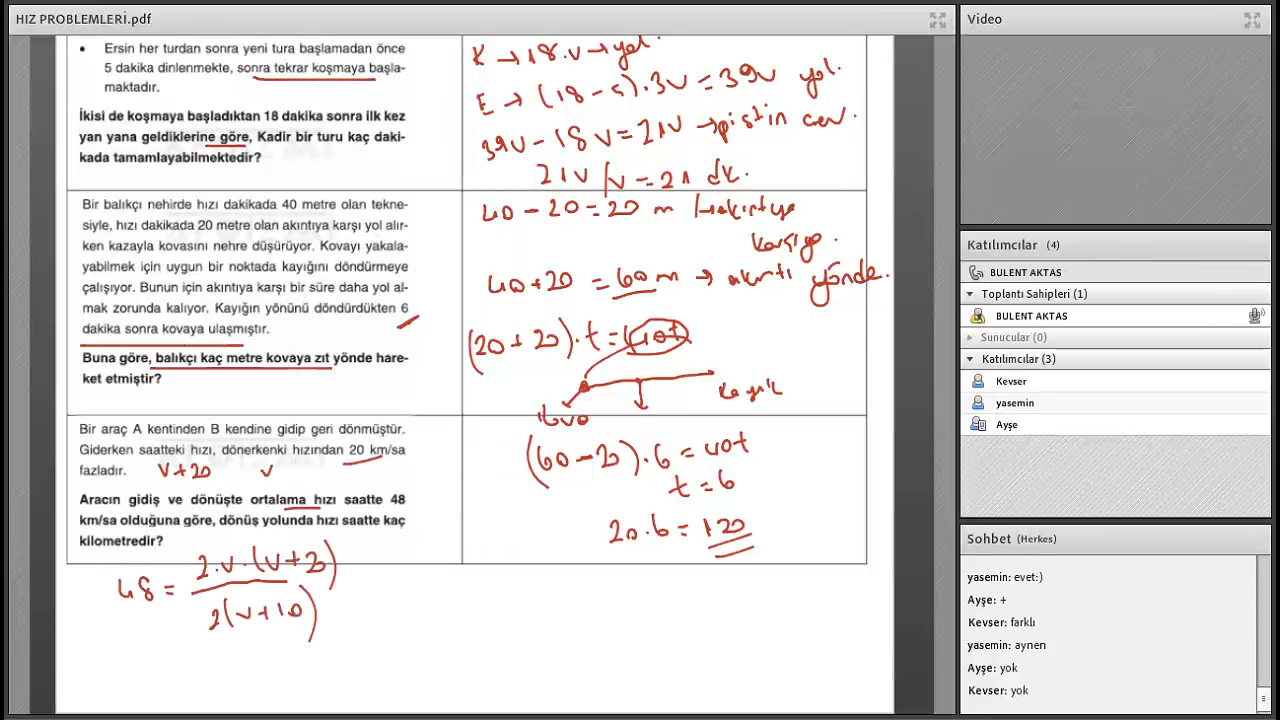 HIZ PROBLEMLERİ.pdf
• Ersin her turdan sonra yeni tura başlamadan önce
5 dakika dinlenmekte, sonra tekrar koşmaya başla-
maktadır.
İkisi de koşmaya başladıktan 18 dakika sonra ilk kez
yan yana geldiklerine göre, Kadir bir turu kaç daki-
kada tamamlayabilmektedir?
K → 18.v → yol
E → (18 - 5).3v = 39v yol.
39v - 18v = 21v → pistin çev.
21v / v = 21 dk.
Bir balıkçı nehirde hızı dakikada 40 metre olan tekne-
siyle, hızı dakikada 20 metre olan akıntıya karşı yol alır-
ken kazayla kovasını nehre düşürüyor. Kovayı yakala-
yabilmek için uygun bir noktada kayığını döndürmeye
çalışıyor. Bunun için akıntıya karşı bir süre daha yol al-
mak zorunda kalıyor. Kayığın yönünü döndürdükten 6
dakika sonra kovaya ulaşmıştır.
Buna göre, balıkçı kaç metre kovaya zıt yönde hare-
ket etmiştir?
40 - 20 = 20 m akıntıya
karşıya.
40 + 20 = 60 m → akıntı yönde.
(20 + 20).t = 40t
kova
kayık
(60 - 20).6 = 40t
t = 6
20.6 = 120
Bir araç A kentinden B kendine gidip geri dönmüştür.
Giderken saatteki hızı, dönerkenki hızından 20 km/sa
fazladır.
v+20 v
Aracın gidiş ve dönüşte ortalama hızı saatte 48
km/sa olduğuna göre, dönüş yolunda hızı saatte kaç
kilometredir?
48 = 2.v.(v+20)
2(v+10)
Video
Katılımcılar (4)
BULENT AKTAS
Toplantı Sahipleri (1)
BULENT AKTAS
Sunucular (0)
Katılımcılar (3)
Kevser
yasemin
Ayşe
Sohbet (Herkes)
yasemin: evet:)
Ayşe: +
Kevser: farklı
yasemin: aynen
Ayşe: yok
Kevser: yok